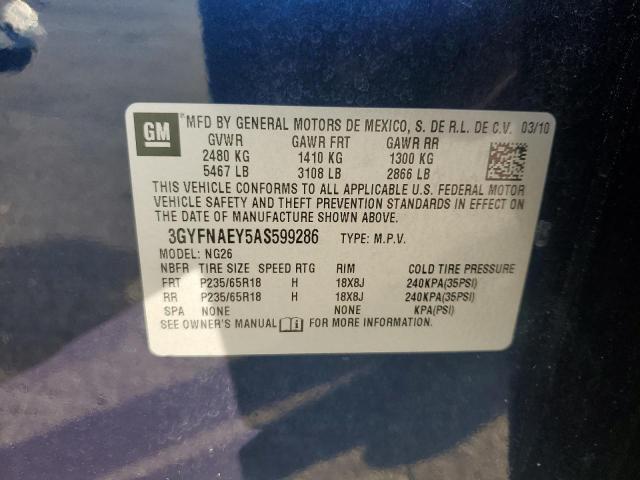 GM
MFD BY GENERAL MOTORS DE MEXICO, S. DE R.L. DE C.V. 03/10
GVWR GAWR FRT GAWR RR
2480 KG 1410 KG 1300 KG
5467 LB 3108 LB 2866 LB
THIS VEHICLE CONFORMS TO ALL APPLICABLE U.S. FEDERAL MOTOR
VEHICLE SAFETY AND THEFT PREVENTION STANDARDS IN EFFECT ON
THE DATE OF MANUFACTURE SHOWN ABOVE.
3GYFNAEY5AS599286 TYPE: M.P.V.
MODEL: NG26
NBFR TIRE SIZE SPEED RTG RIM COLD TIRE PRESSURE
FRT P235/65R18 H 18X8J 240KPA(35PSI)
RR P235/65R18 H 18X8J 240KPA(35PSI)
SPA NONE NONE KPA(PSI)
SEE OWNER'S MANUAL FOR MORE INFORMATION.